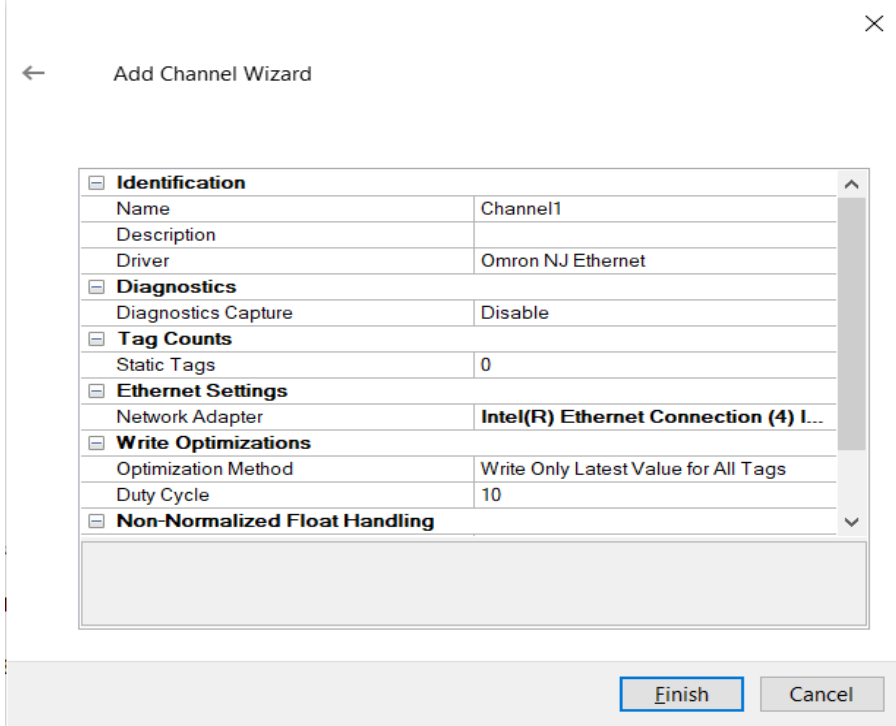 Add Channel Wizard
Identification
Name Channel1
Description
Driver Omron NJ Ethernet
Diagnostics
Diagnostics Capture Disable
Tag Counts
Static Tags 0
Ethernet Settings
Network Adapter Intel(R) Ethernet Connection (4) I...
Write Optimizations
Optimization Method Write Only Latest Value for All Tags
Duty Cycle 10
Non-Normalized Float Handling
Finish Cancel